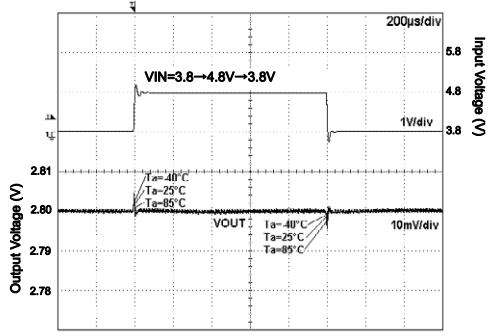 200µs/div
5.8
VIN=3.8→4.8V→3.8V
4.8
Input Voltage (V)
1V/div
3.8
2.81
Ta=-40°C
Ta=25°C
Ta=85°C
2.80
VOUT
Ta=-40°C
Ta=25°C
Ta=85°C
10mV/div
Output Voltage (V)
2.79
2.78